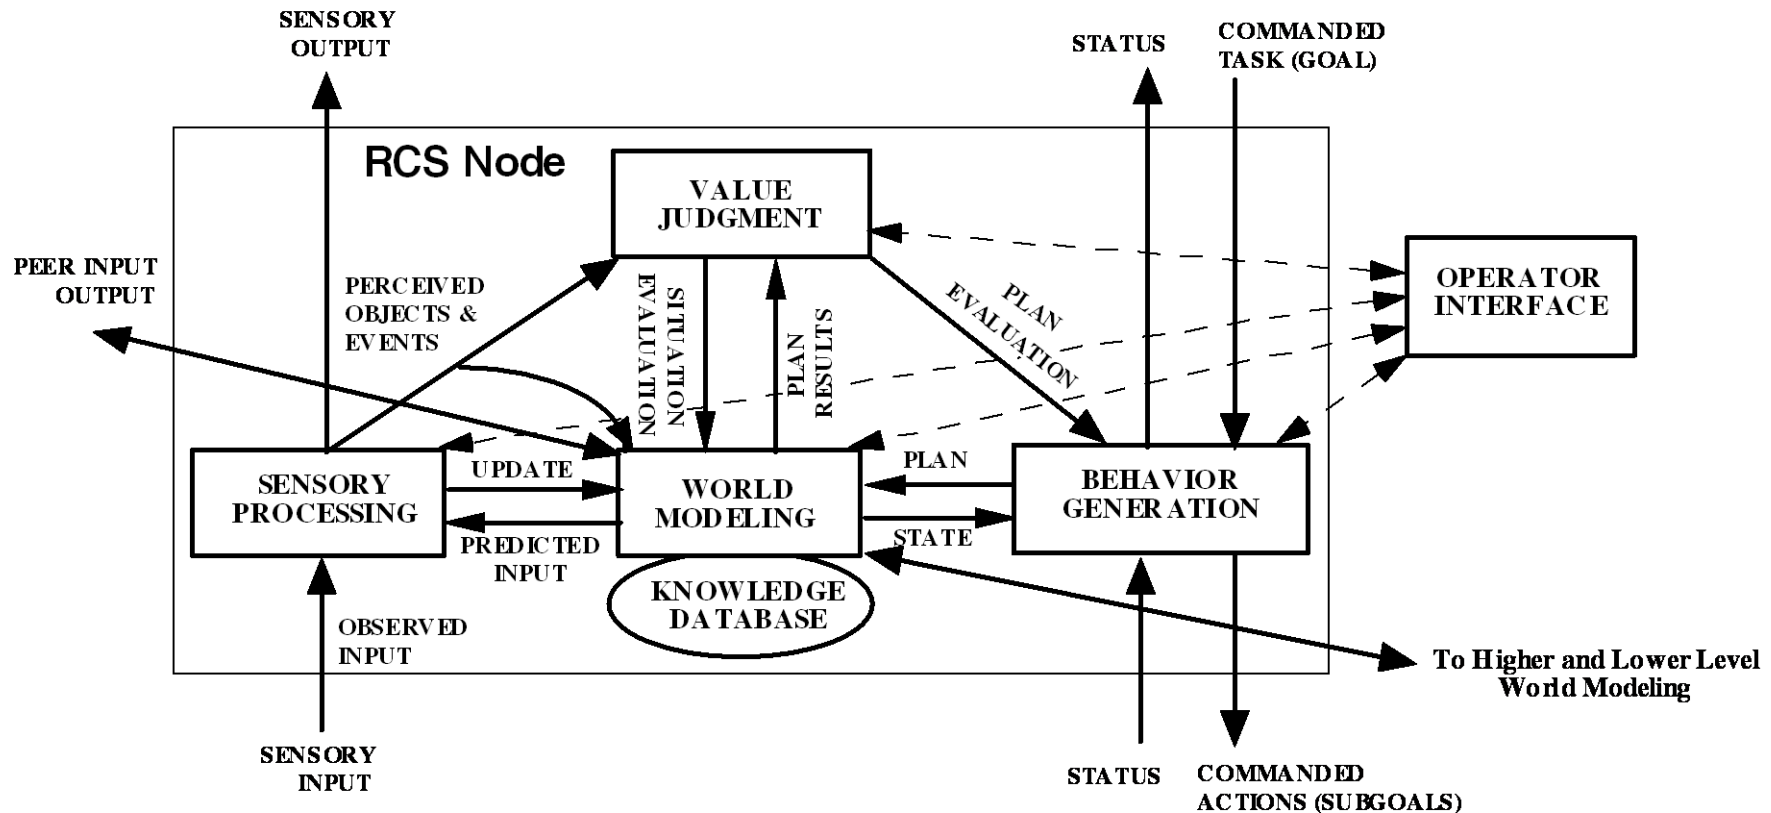 SENSORY
OUTPUT
STATUS
COMMANDED
TASK (GOAL)
RCS Node
VALUE
JUDGMENT
PEER INPUT
OUTPUT
PERCEIVED
OBJECTS &
EVENTS
SITUATION
EVALUATION
PLAN
RESULTS
PLAN
EVALUATION
OPERATOR
INTERFACE
SENSORY
PROCESSING
UPDATE
PREDICTED
INPUT
WORLD
MODELING
PLAN
STATE
BEHAVIOR
GENERATION
KNOWLEDGE
DATABASE
OBSERVED
INPUT
To Higher and Lower Level
World Modeling
SENSORY
INPUT
STATUS
COMMANDED
ACTIONS (SUBGOALS)